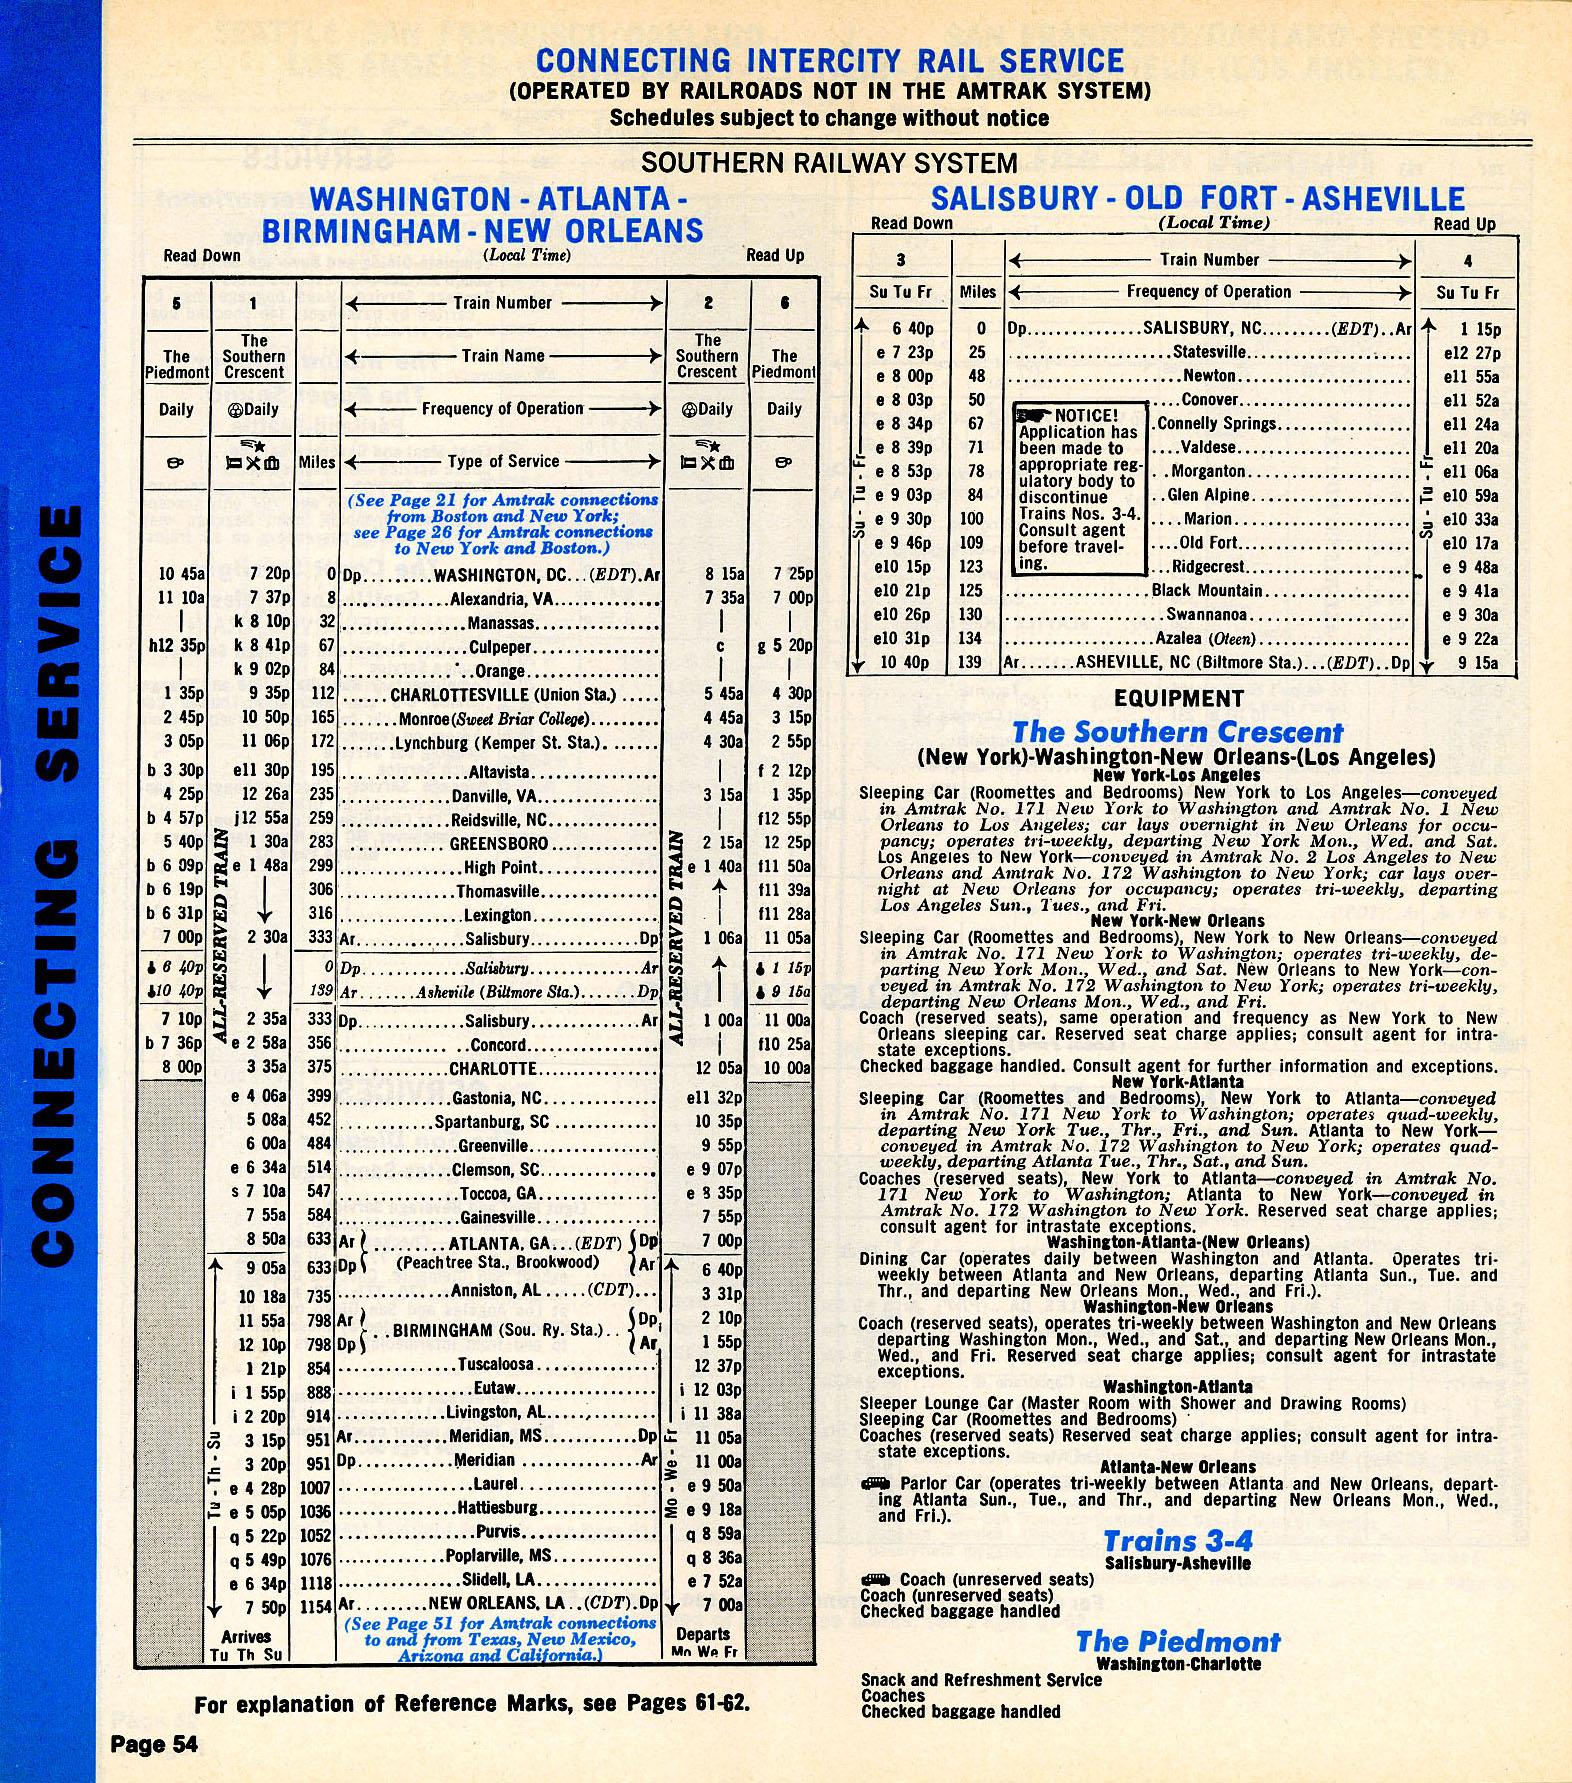 CONNECTING SERVICE
CONNECTING INTERCITY RAIL SERVICE
(OPERATED BY RAILROADS NOT IN THE AMTRAK SYSTEM)
Schedules subject to change without notice
SOUTHERN RAILWAY SYSTEM
WASHINGTON - ATLANTA -
BIRMINGHAM - NEW ORLEANS
Read Down (Local Time) Read Up
5 1 Train Number 2 6
The Piedmont The Southern Crescent Train Name The Southern Crescent The Piedmont
Daily Daily Frequency of Operation Daily Daily
Miles Type of Service
(See Page 21 for Amtrak connections
from Boston and New York;
see Page 26 for Amtrak connections
to New York and Boston.)
10 45a 7 20p 0 Dp.........WASHINGTON, DC...(EDT).Ar 8 15a 7 25p
11 10a 7 37p 8 Alexandria, VA 7 35a 7 00p
k 8 10p 32 Manassas
h12 35p k 8 41p 67 Culpeper c g 5 20p
k 9 02p 84 Orange
1 35p 9 35p 112 CHARLOTTESVILLE (Union Sta.) 5 45a 4 30p
2 45p 10 50p 165 Monroe (Sweet Briar College) 4 45a 3 15p
3 05p 11 06p 172 Lynchburg (Kemper St. Sta.) 4 30a 2 55p
b 3 30p e11 30p 195 Altavista f 2 12p
4 25p 12 26a 235 Danville, VA 3 15a 1 35p
b 4 57p j12 55a 259 Reidsville, NC f12 55p
5 40p 1 30a 283 GREENSBORO 2 15a 12 25p
b 6 09p e 1 48a 299 High Point e 1 40a f11 50a
b 6 19p 306 Thomasville f11 39a
b 6 31p 316 Lexington f11 28a
7 00p 2 30a 333 Ar Salisbury Dp 1 06a 11 05a
6 40p 0 Dp Salisbury Ar 1 15p
10 40p 139 Ar Asheville (Biltmore Sta.) Dp 9 15a
7 10p 2 35a 333 Dp Salisbury Ar 1 00a 11 00a
b 7 36p e 2 58a 356 Concord f10 25a
8 00p 3 35a 375 CHARLOTTE 12 05a 10 00a
ALL-RESERVED TRAIN
ALL-RESERVED TRAIN
e 4 06a 399 Gastonia, NC e11 32p
5 08a 452 Spartanburg, SC 10 35p
6 00a 484 Greenville 9 55p
e 6 34a 514 Clemson, SC e 9 07p
s 7 10a 547 Toccoa, GA e 8 35p
7 55a 584 Gainesville 7 55p
8 50a 633 Ar ATLANTA, GA...(EDT) Dp 7 00p
9 05a 633 Dp (Peachtree Sta., Brookwood) Ar 6 40p
10 18a 735 Anniston, AL (CDT) 3 31p
11 55a 798 Ar BIRMINGHAM (Sou. Ry. Sta.) Dp 2 10p
12 10p 798 Dp Ar 1 55p
1 21p 854 Tuscaloosa 12 37p
i 1 55p 888 Eutaw i 12 03p
i 2 20p 914 Livingston, AL i 11 38a
3 15p 951 Ar Meridian, MS Dp 11 05a
3 20p 951 Dp Meridian Ar 11 00a
e 4 28p 1007 Laurel e 9 50a
e 5 05p 1036 Hattiesburg e 9 18a
q 5 22p 1052 Purvis q 8 59a
q 5 49p 1076 Poplarville, MS q 8 36a
e 6 34p 1118 Slidell, LA e 7 52a
7 50p 1154 Ar NEW ORLEANS, LA (CDT) Dp 7 00a
Tu - Th - Su
Mo - We - Fr
(See Page 51 for Amtrak connections
to and from Texas, New Mexico,
Arizona and California.)
Arrives Departs
Tu Th Su Mo We Fr
For explanation of Reference Marks, see Pages 61-62.
Page 54
SALISBURY - OLD FORT - ASHEVILLE
Read Down (Local Time) Read Up
3 Train Number 4
Su Tu Fr Miles Frequency of Operation Su Tu Fr
6 40p 0 Dp SALISBURY, NC (EDT) Ar 1 15p
e 7 23p 25 Statesville e12 27p
e 8 00p 48 Newton e11 55a
e 8 03p 50 Conover e11 52a
e 8 34p 67 Connelly Springs e11 24a
e 8 39p 71 Valdese e11 20a
e 8 53p 78 Morganton e11 06a
e 9 03p 84 Glen Alpine e10 59a
e 9 30p 100 Marion e10 33a
e 9 46p 109 Old Fort e10 17a
e10 15p 123 Ridgecrest e 9 48a
e10 21p 125 Black Mountain e 9 41a
e10 26p 130 Swannanoa e 9 30a
e10 31p 134 Azalea (Oteen) e 9 22a
10 40p 139 Ar ASHEVILLE, NC (Biltmore Sta.) (EDT) Dp 9 15a
Su - Tu - Fr
Su - Tu - Fr
NOTICE!
Application has
been made to
appropriate reg-
ulatory body to
discontinue
Trains Nos. 3-4.
Consult agent
before travel-
ing.
EQUIPMENT
The Southern Crescent
(New York)-Washington-New Orleans-(Los Angeles)
New York-Los Angeles
Sleeping Car (Roomettes and Bedrooms) New York to Los Angeles—conveyed
in Amtrak No. 171 New York to Washington and Amtrak No. 1 New
Orleans to Los Angeles; car lays overnight in New Orleans for occu-
pancy; operates tri-weekly, departing New York Mon., Wed. and Sat.
Los Angeles to New York—conveyed in Amtrak No. 2 Los Angeles to New
Orleans and Amtrak No. 172 Washington to New York; car lays over-
night at New Orleans for occupancy; operates tri-weekly, departing
Los Angeles Sun., Tues., and Fri.
New York-New Orleans
Sleeping Car (Roomettes and Bedrooms), New York to New Orleans—conveyed
in Amtrak No. 171 New York to Washington; operates tri-weekly, de-
parting New York Mon., Wed., and Sat. New Orleans to New York—con-
veyed in Amtrak No. 172 Washington to New York; operates tri-weekly,
departing New Orleans Mon., Wed., and Fri.
Coach (reserved seats), same operation and frequency as New York to New
Orleans sleeping car. Reserved seat charge applies; consult agent for intra-
state exceptions.
Checked baggage handled. Consult agent for further information and exceptions.
New York-Atlanta
Sleeping Car (Roomettes and Bedrooms), New York to Atlanta—conveyed
in Amtrak No. 171 New York to Washington; operates quad-weekly,
departing New York Tue., Thr., Fri., and Sun. Atlanta to New York—
conveyed in Amtrak No. 172 Washington to New York; operates quad-
weekly, departing Atlanta Tue., Thr., Sat., and Sun.
Coaches (reserved seats), New York to Atlanta—conveyed in Amtrak No.
171 New York to Washington; Atlanta to New York—conveyed in
Amtrak No. 172 Washington to New York. Reserved seat charge applies;
consult agent for intrastate exceptions.
Washington-Atlanta-(New Orleans)
Dining Car (operates daily between Washington and Atlanta. Operates tri-
weekly between Atlanta and New Orleans, departing Atlanta Sun., Tue. and
Thr., and departing New Orleans Mon., Wed., and Fri.).
Washington-New Orleans
Coach (reserved seats), operates tri-weekly between Washington and New Orleans
departing Washington Mon., Wed., and Sat., and departing New Orleans Mon.,
Wed., and Fri. Reserved seat charge applies; consult agent for intrastate
exceptions.
Washington-Atlanta
Sleeper Lounge Car (Master Room with Shower and Drawing Rooms)
Sleeping Car (Roomettes and Bedrooms)
Coaches (reserved seats) Reserved seat charge applies; consult agent for intra-
state exceptions.
Atlanta-New Orleans
Parlor Car (operates tri-weekly between Atlanta and New Orleans, depart-
ing Atlanta Sun., Tue., and Thr., and departing New Orleans Mon., Wed.,
and Fri.).
Trains 3-4
Salisbury-Asheville
Coach (unreserved seats)
Coach (unreserved seats)
Checked baggage handled
The Piedmont
Washington-Charlotte
Snack and Refreshment Service
Coaches
Checked baggage handled